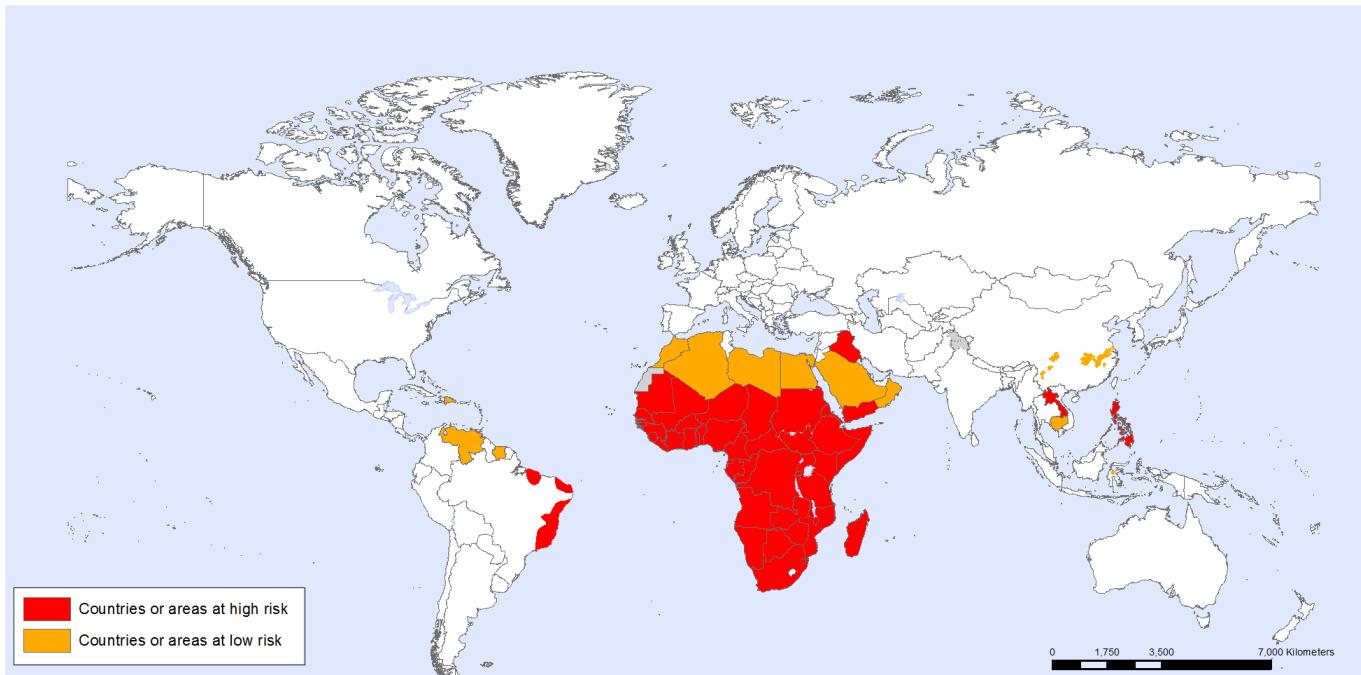 Countries or areas at high risk
Countries or areas at low risk
0 1,750 3,500 7,000 Kilometers